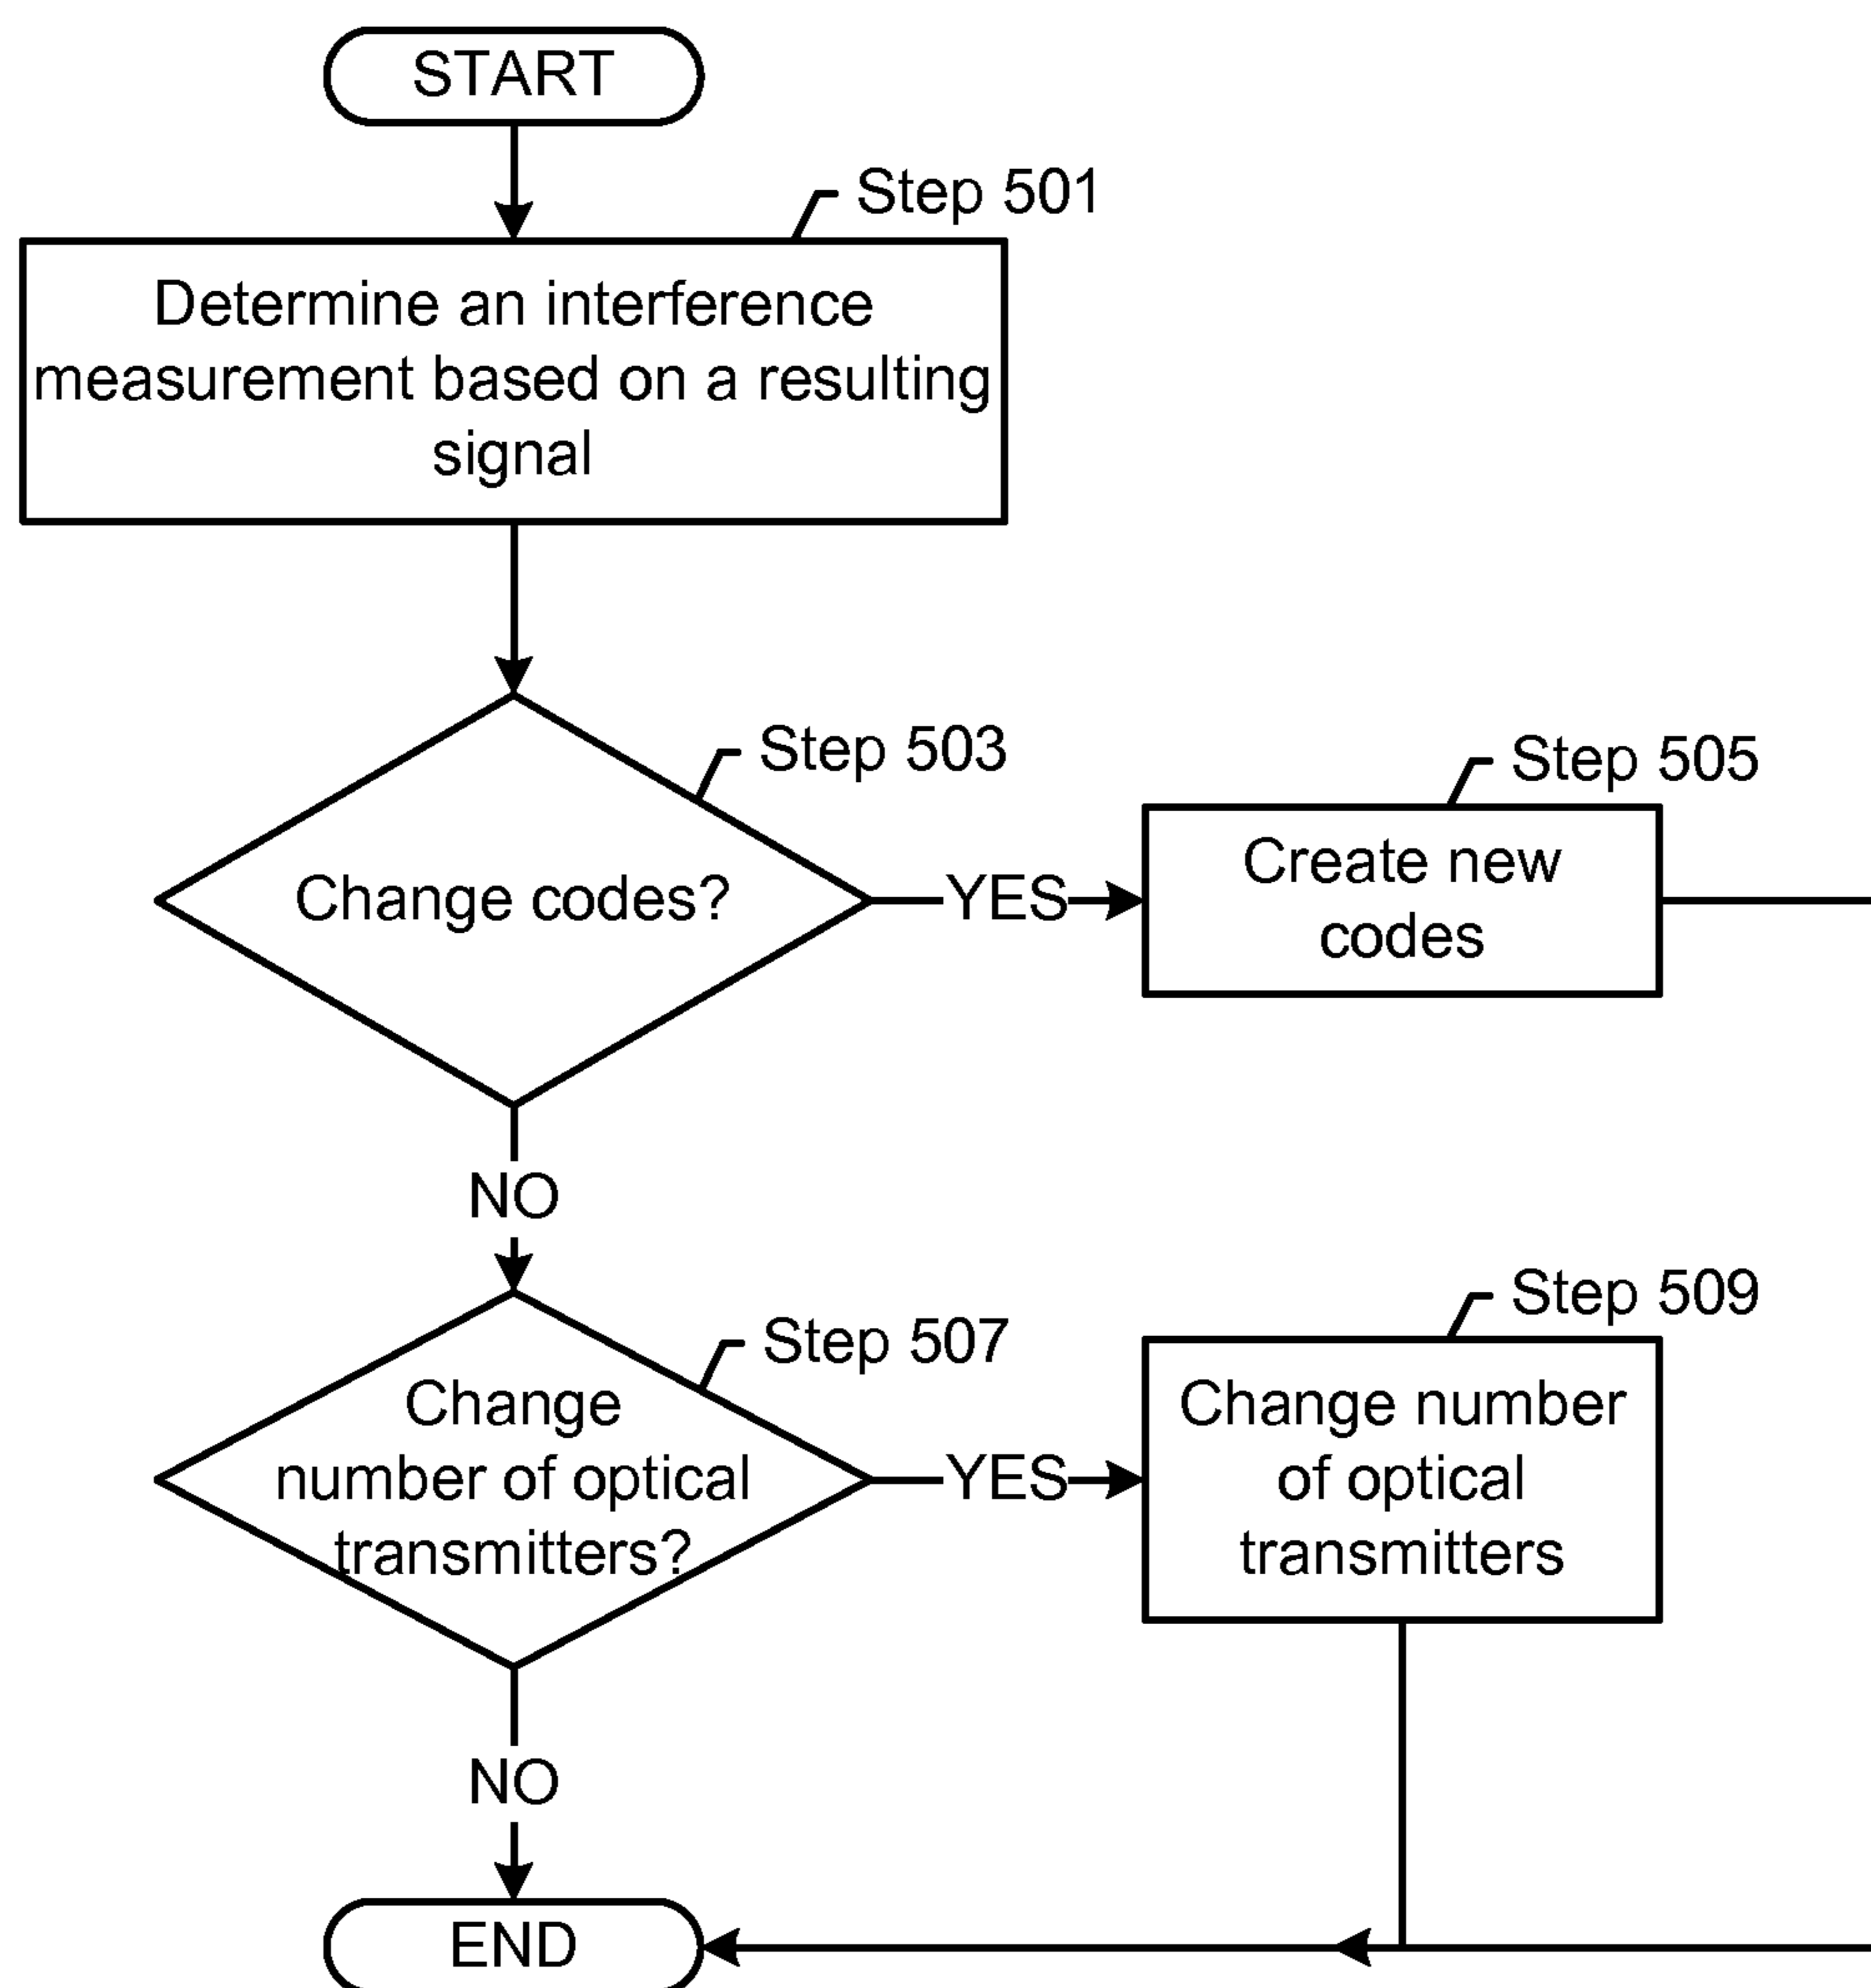 START
Step 501
Determine an interference
measurement based on a resulting
signal
Step 503
Change codes?
YES
Step 505
Create new
codes
NO
Step 507
Change
number of optical
transmitters?
YES
Step 509
Change number
of optical
transmitters
NO
END